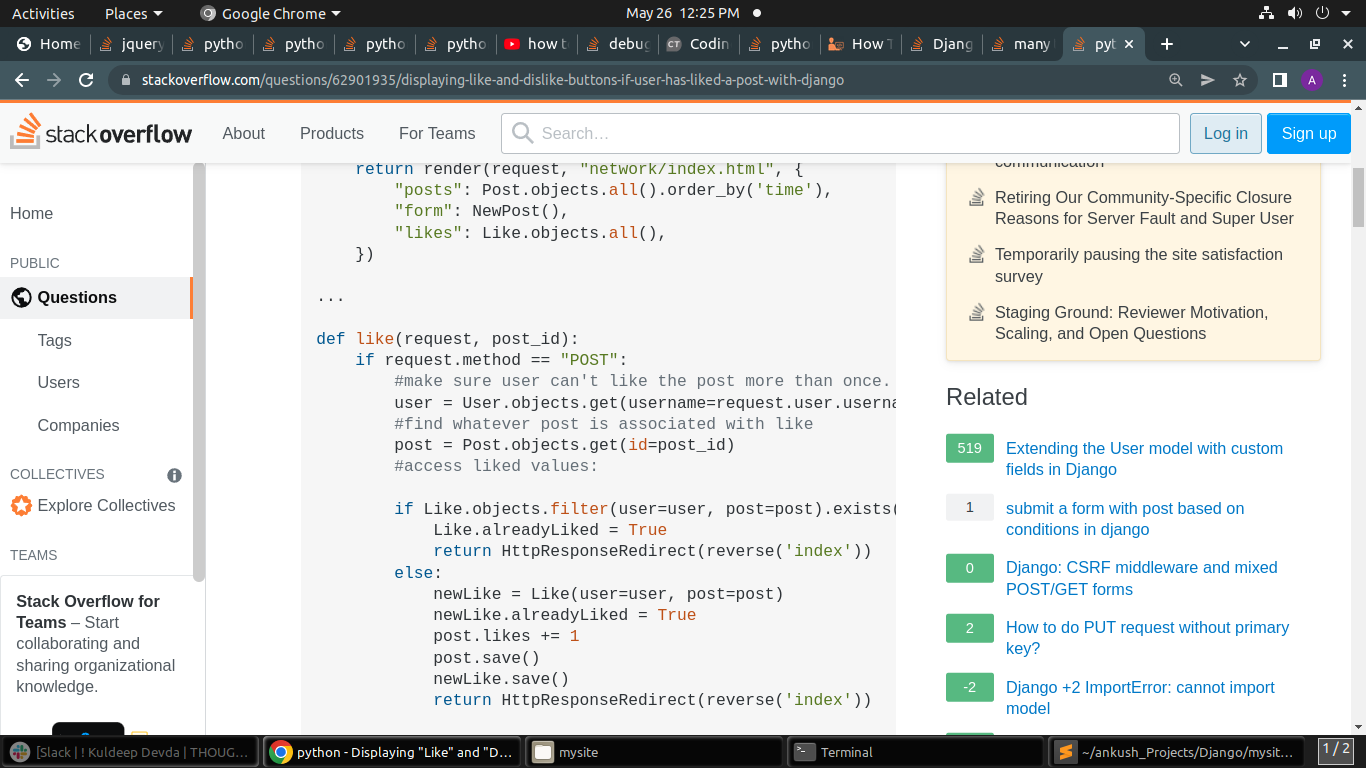 Activities Places Google Chrome May 26 12:25 PM
Home jquery pytho pytho pytho pytho how t debug Codin pytho How T Djang many pyt
stackoverflow.com/questions/62901935/displaying-like-and-dislike-buttons-if-user-has-liked-a-post-with-django A
stackoverflow About Products For Teams Search… Log in Sign up
Home
PUBLIC
Questions
Tags
Users
Companies
COLLECTIVES
Explore Collectives
TEAMS
Stack Overflow for
Teams – Start
collaborating and
sharing organizational
knowledge.
return render(request, "network/index.html", {
"posts": Post.objects.all().order_by('time'),
"form": NewPost(),
"likes": Like.objects.all(),
})
...
def like(request, post_id):
if request.method == "POST":
#make sure user can't like the post more than once.
user = User.objects.get(username=request.user.userna
#find whatever post is associated with like
post = Post.objects.get(id=post_id)
#access liked values:
if Like.objects.filter(user=user, post=post).exists(
Like.alreadyLiked = True
return HttpResponseRedirect(reverse('index'))
else:
newLike = Like(user=user, post=post)
newLike.alreadyLiked = True
post.likes += 1
post.save()
newLike.save()
return HttpResponseRedirect(reverse('index'))
communication
Retiring Our Community-Specific Closure
Reasons for Server Fault and Super User
Temporarily pausing the site satisfaction
survey
Staging Ground: Reviewer Motivation,
Scaling, and Open Questions
Related
519 Extending the User model with custom
fields in Django
1 submit a form with post based on
conditions in django
0 Django: CSRF middleware and mixed
POST/GET forms
2 How to do PUT request without primary
key?
-2 Django +2 ImportError: cannot import
model
[Slack | ! Kuldeep Devda | THOUG... python - Displaying "Like" and "D... mysite Terminal ~/ankush_Projects/Django/mysit... 1 / 2